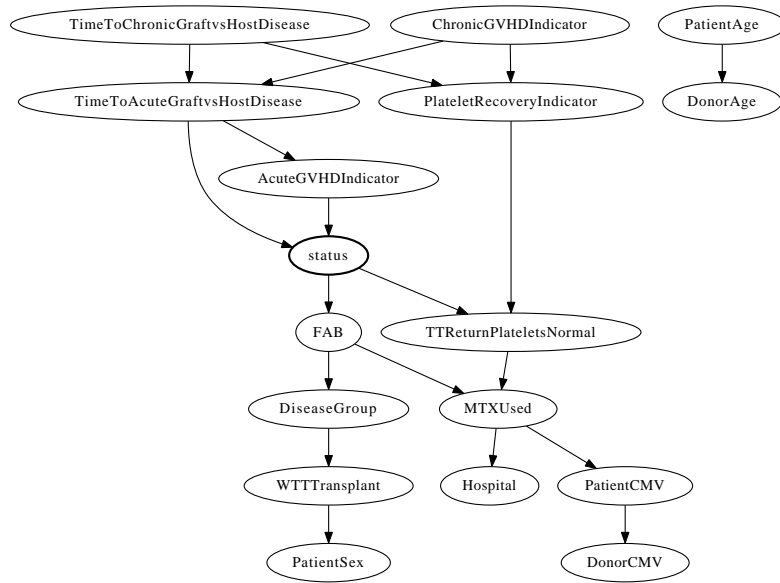 TimeToChronicGraftvsHostDisease
ChronicGVHDIndicator
PatientAge
TimeToAcuteGraftvsHostDisease
PlateletRecoveryIndicator
DonorAge
AcuteGVHDIndicator
status
FAB
TTReturnPlateletsNormal
DiseaseGroup
MTXUsed
WTTTransplant
Hospital
PatientCMV
PatientSex
DonorCMV